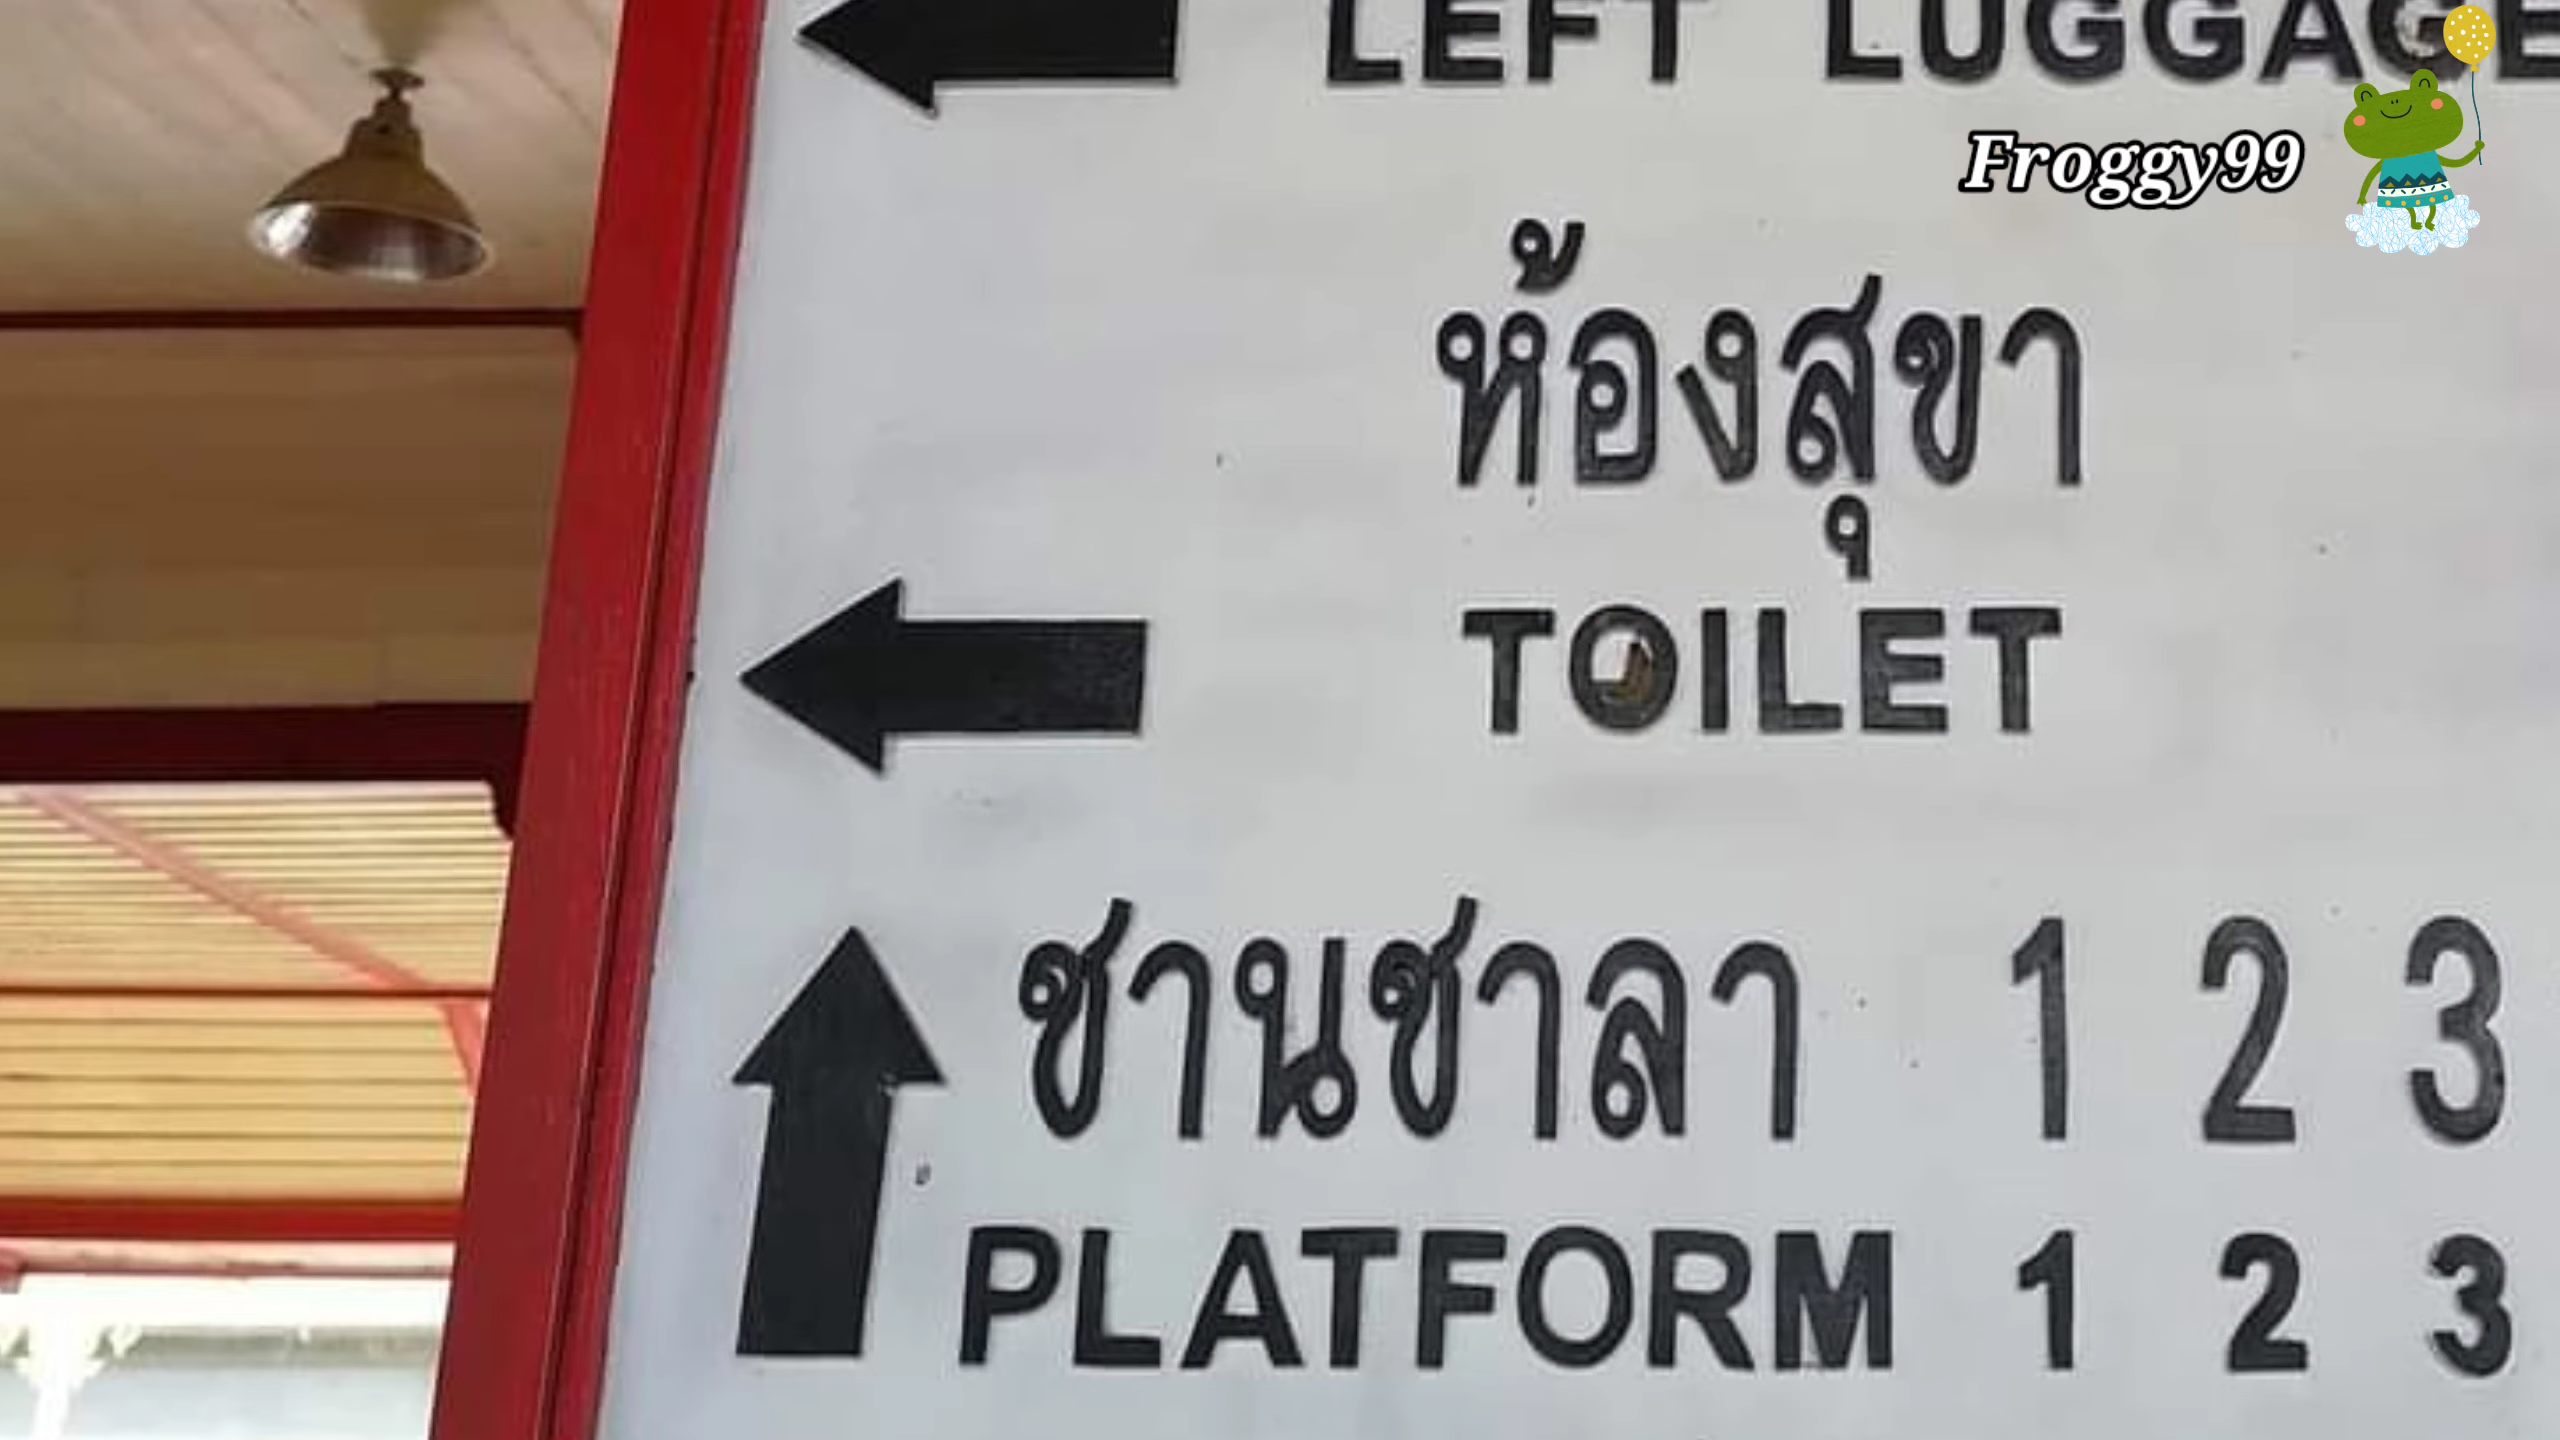 LEFT LUGGAGE
Froggy99
ห้องสุขา
TOILET
ชานชาลา 1 2 3
PLATFORM 1 2 3